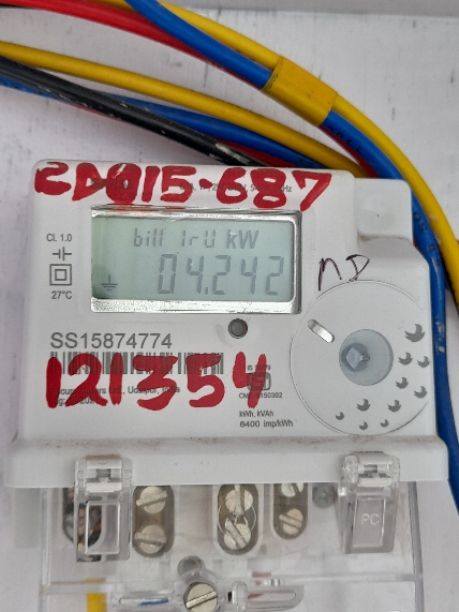 CD015-687
bill 1rU kW
04.242
MD
Cl. 1.0
27°C
SS15874774
121354
kWh, kVAh
6400 imp/kWh
PC